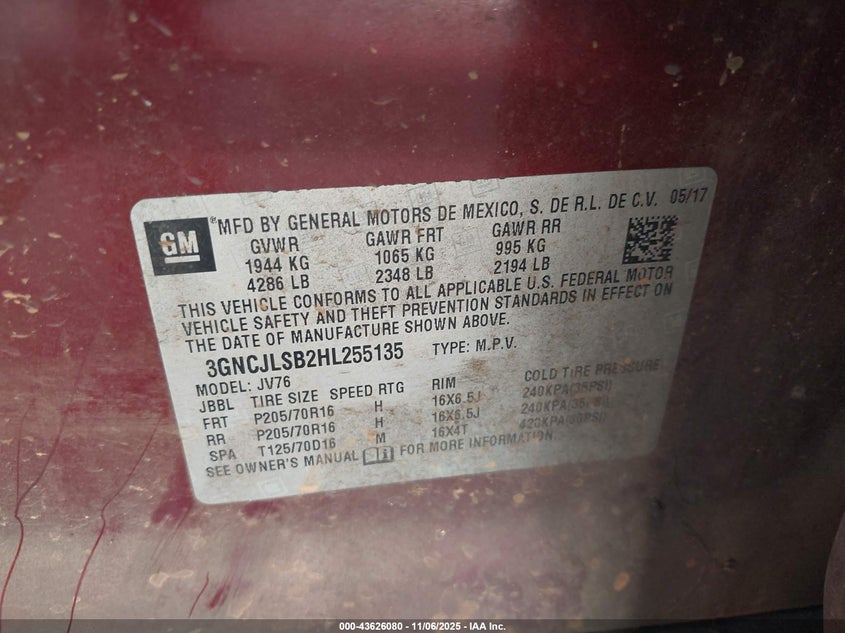 GM
®MFD BY GENERAL MOTORS DE MEXICO, S. DE R.L. DE C.V. 05/17
GVWR GAWR FRT GAWR RR
1944 KG 1065 KG 995 KG
4286 LB 2348 LB 2194 LB
THIS VEHICLE CONFORMS TO ALL APPLICABLE U.S. FEDERAL MOTOR
VEHICLE SAFETY AND THEFT PREVENTION STANDARDS IN EFFECT ON
THE DATE OF MANUFACTURE SHOWN ABOVE.
3GNCJLSB2HL255135 TYPE: M.P.V.
MODEL: JV76
JBBL TIRE SIZE SPEED RTG RIM COLD TIRE PRESSURE
FRT P205/70R16 H 16X6.5J 240KPA(35PSI)
RR P205/70R16 H 16X6.5J 240KPA(35PSI)
SPA T125/70D16 M 16X4T 420KPA(60PSI)
SEE OWNER'S MANUAL FOR MORE INFORMATION.
000-43626080 - 11/06/2025 - IAA Inc.